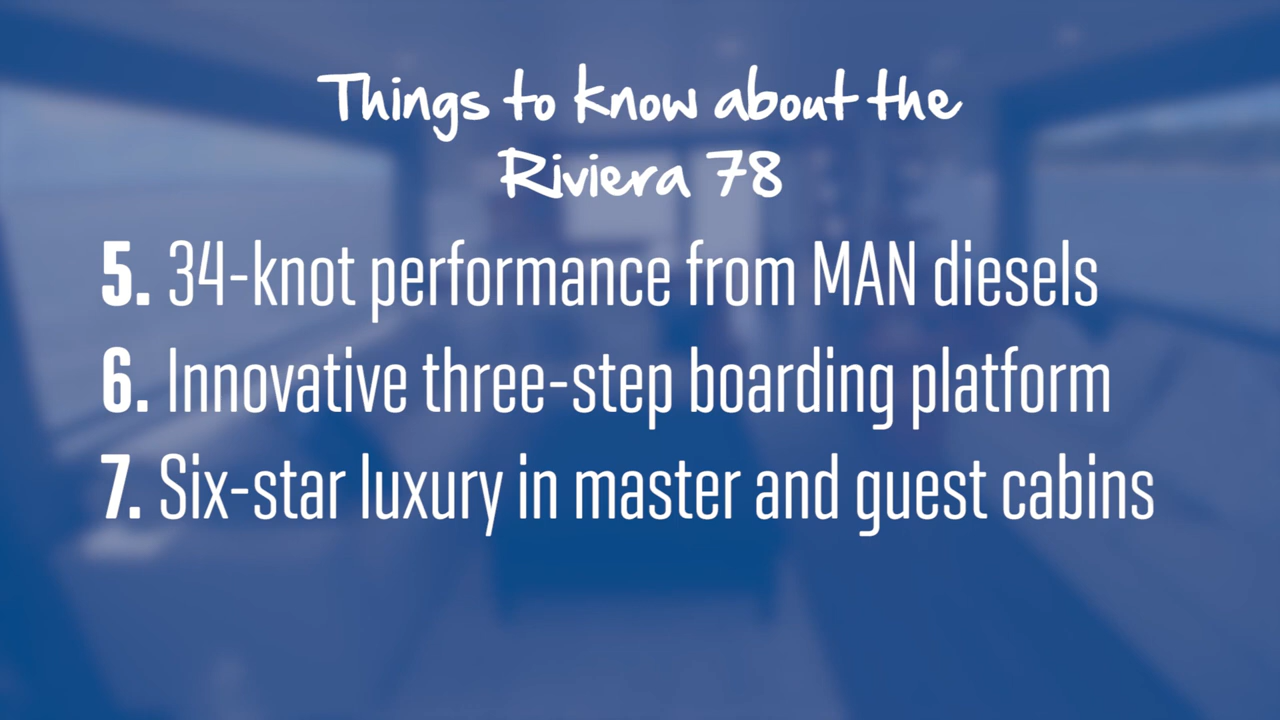 Things to know about the
Riviera 78
5. 34-knot performance from MAN diesels
6. Innovative three-step boarding platform
7. Six-star luxury in master and guest cabins